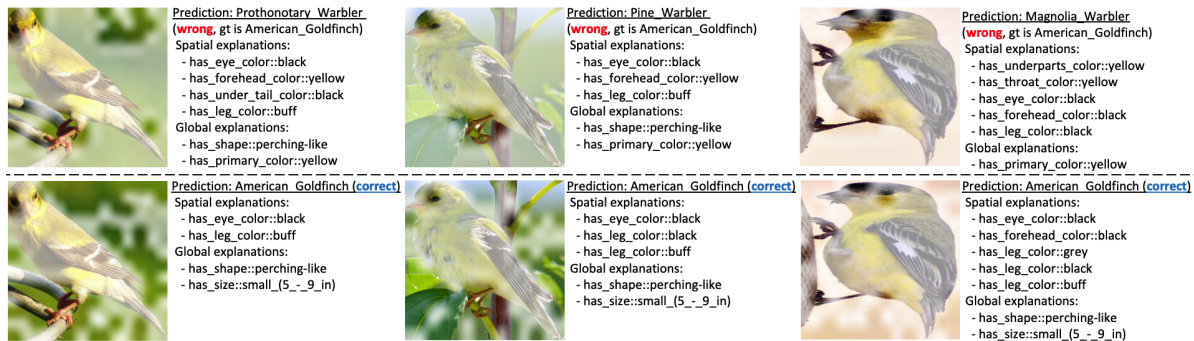 Prediction: Prothonotary_Warbler
(wrong, gt is American_Goldfinch)
Spatial explanations:
- has_eye_color::black
- has_forehead_color::yellow
- has_under_tail_color::black
- has_leg_color::buff
Global explanations:
- has_shape::perching-like
- has_primary_color::yellow
Prediction: Pine_Warbler
(wrong, gt is American_Goldfinch)
Spatial explanations:
- has_eye_color::black
- has_forehead_color::yellow
- has_leg_color::buff
Global explanations:
- has_shape::perching-like
- has_primary_color::yellow
Prediction: Magnolia_Warbler
(wrong, gt is American_Goldfinch)
Spatial explanations:
- has_underparts_color::yellow
- has_throat_color::yellow
- has_eye_color::black
- has_forehead_color::black
- has_leg_color::black
Global explanations:
- has_primary_color::yellow
Prediction: American_Goldfinch (correct)
Spatial explanations:
- has_eye_color::black
- has_leg_color::buff
Global explanations:
- has_shape::perching-like
- has_size::small_(5_-_9_in)
Prediction: American_Goldfinch (correct)
Spatial explanations:
- has_eye_color::black
- has_leg_color::black
- has_leg_color::buff
Global explanations:
- has_shape::perching-like
- has_size::small_(5_-_9_in)
Prediction: American_Goldfinch (correct)
Spatial explanations:
- has_eye_color::black
- has_forehead_color::black
- has_leg_color::grey
- has_leg_color::black
- has_leg_color::buff
Global explanations:
- has_shape::perching-like
- has_size::small_(5_-_9_in)